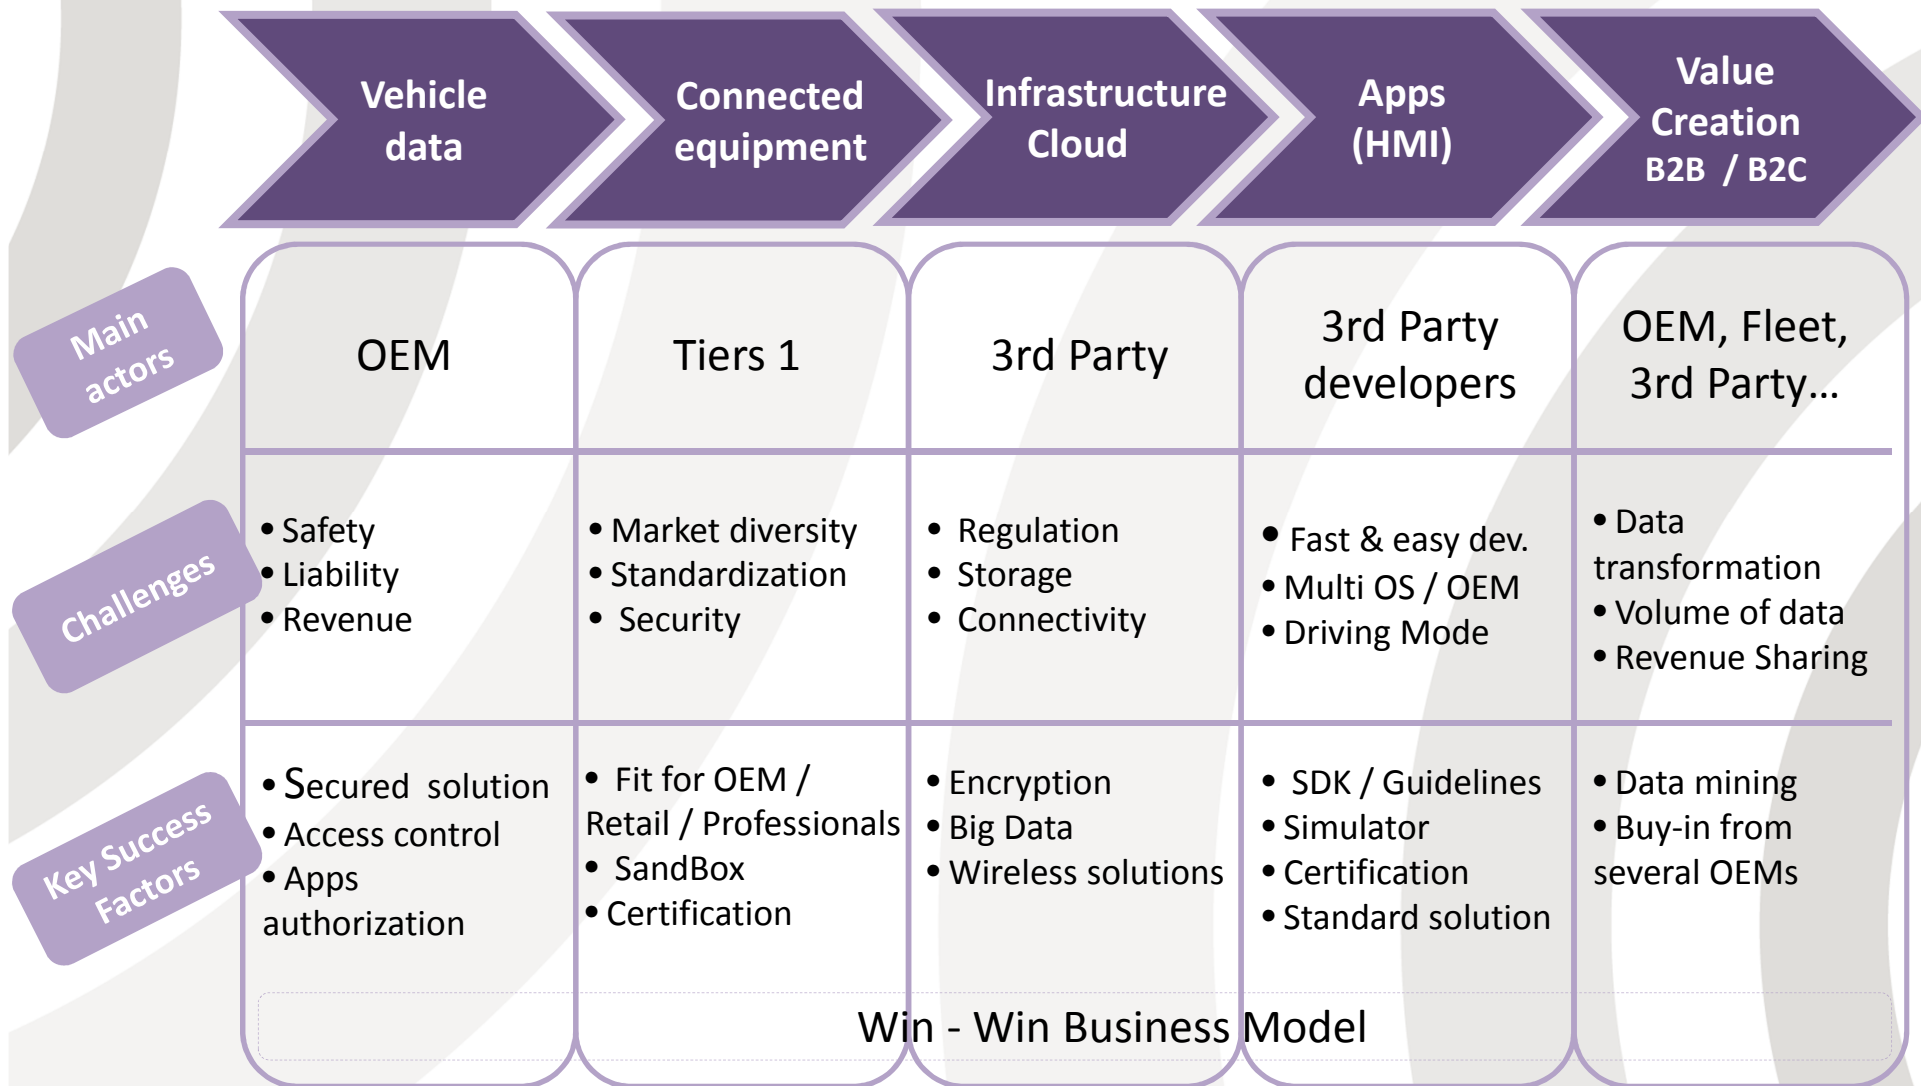 Vehicle
data
Connected
equipment
Infrastructure
Cloud
Apps
(HMI)
Value
Creation
B2B / B2C
Main
actors
OEM
Tiers 1
3rd Party
3rd Party
developers
OEM, Fleet,
3rd Party...
Challenges
• Safety
• Liability
• Revenue
• Market diversity
• Standardization
• Security
• Regulation
• Storage
• Connectivity
• Fast & easy dev.
• Multi OS / OEM
• Driving Mode
• Data
transformation
• Volume of data
• Revenue Sharing
Key Success
Factors
• Secured solution
• Access control
• Apps
authorization
• Fit for OEM /
Retail / Professionals
• SandBox
• Certification
• Encryption
• Big Data
• Wireless solutions
• SDK / Guidelines
• Simulator
• Certification
• Standard solution
• Data mining
• Buy-in from
several OEMs
Win - Win Business Model